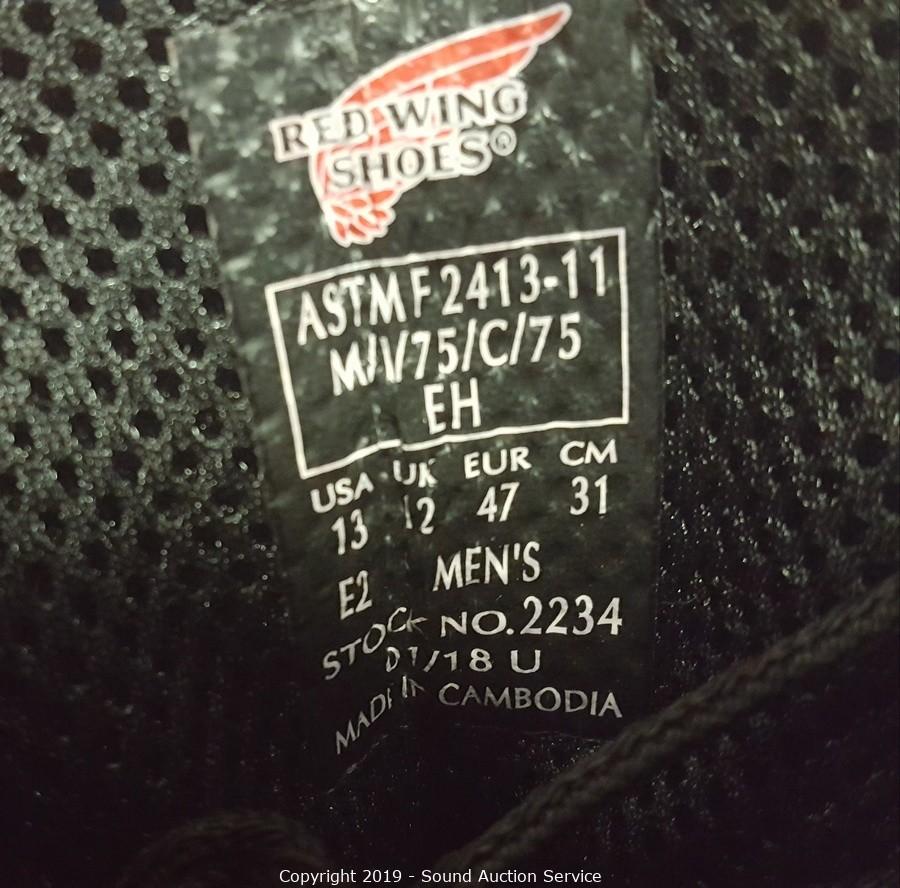 RED WING
SHOES®
ASTM F2413-11
M/I/75/C/75
EH
USA UK EUR CM
13 12 47 31
E2 MEN'S
STOCK NO.2234
01/18 U
MADE IN CAMBODIA
Copyright 2019 - Sound Auction Service